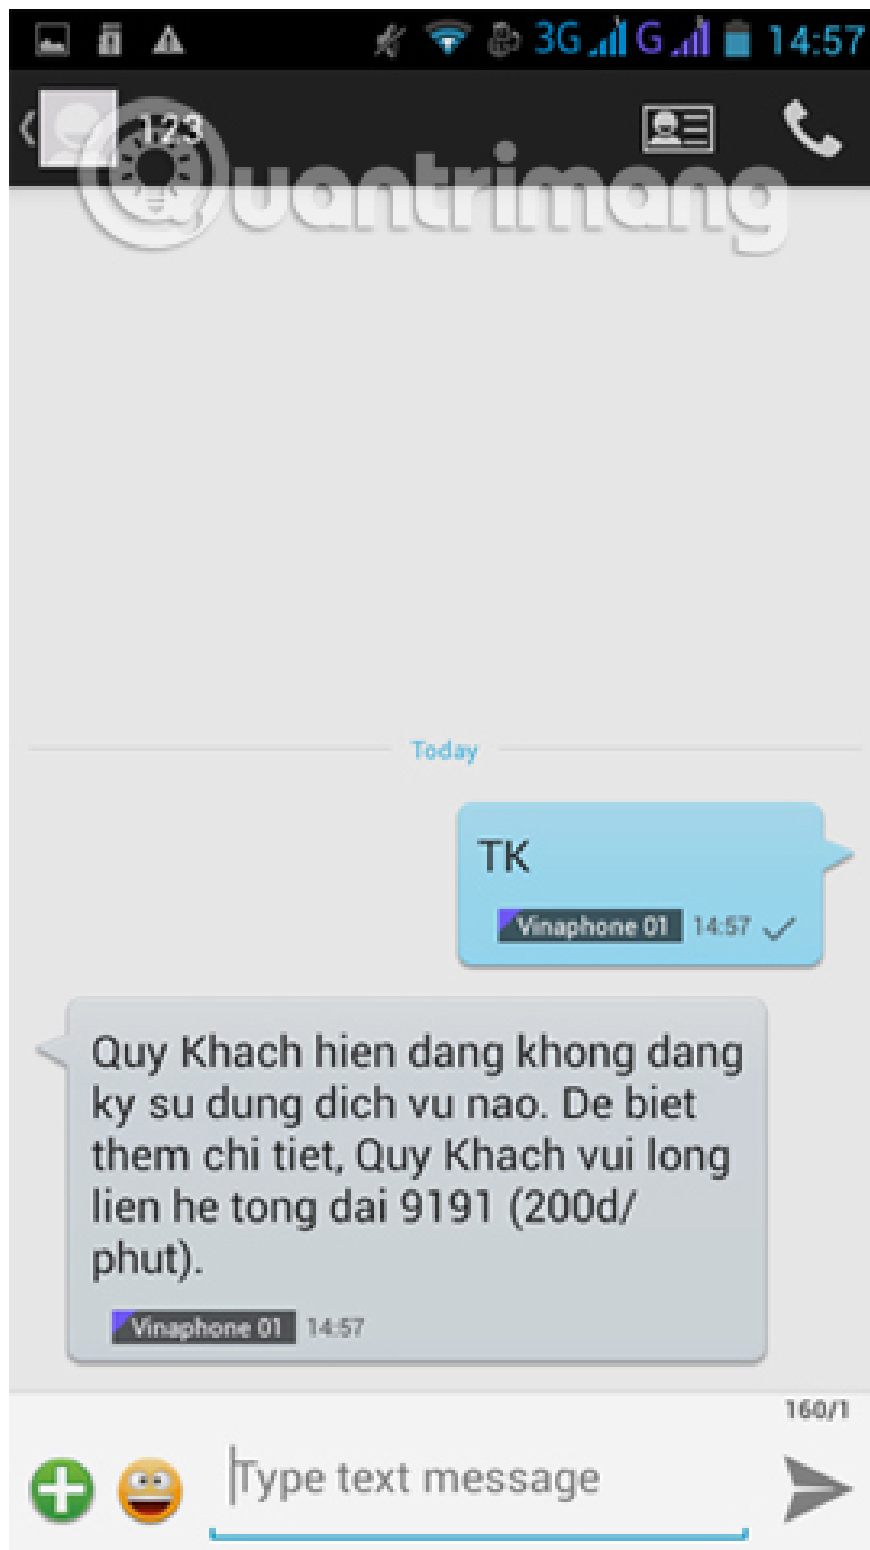 3G G 14:57
123
Quantrimang
Today
TK
Vinaphone 01 14:57
Quy Khach hien dang khong dang
ky su dung dich vu nao. De biet
them chi tiet, Quy Khach vui long
lien he tong dai 9191 (200d/
phut).
Vinaphone 01 14:57
160/1
Type text message